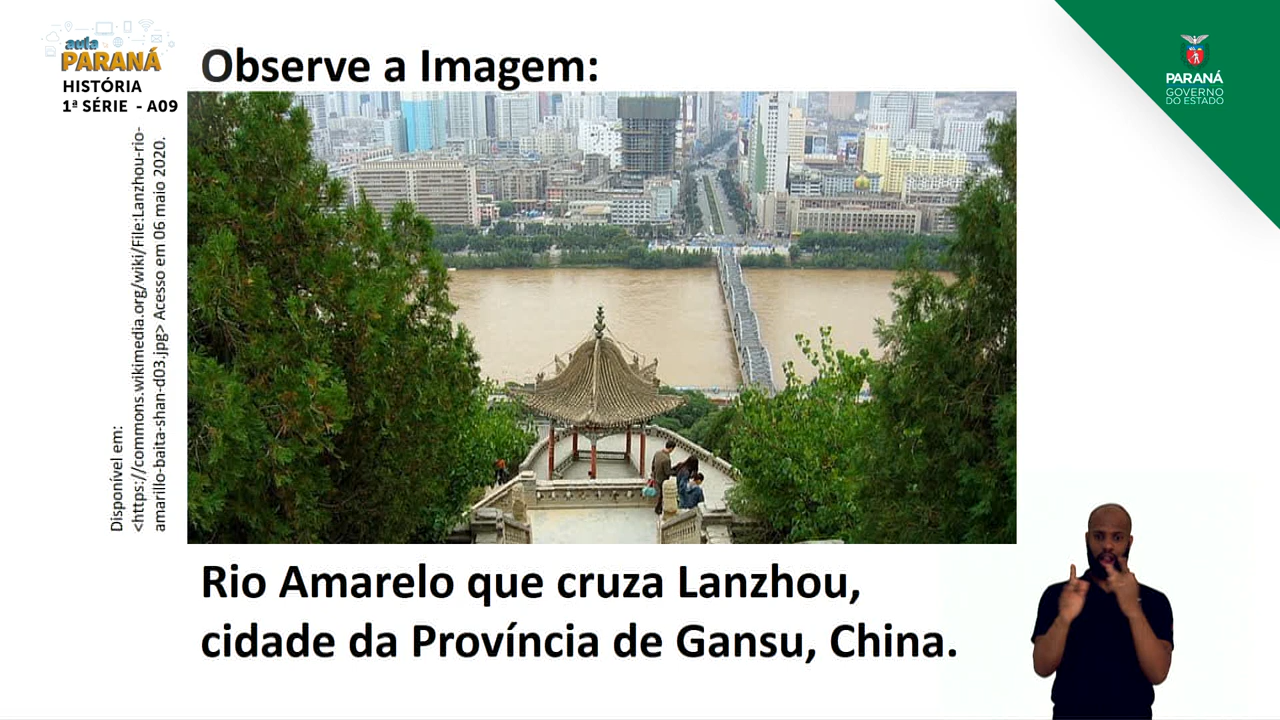 aula
PARANÁ
HISTÓRIA
1ª SÉRIE - A09
Observe a Imagem:
PARANÁ
GOVERNO
DO ESTADO
Disponível em:
<https://commons.wikimedia.org/wiki/File:Lanzhou-rio-
amarillo-baita-shan-d03.jpg> Acesso em 06 maio 2020.
Rio Amarelo que cruza Lanzhou,
cidade da Província de Gansu, China.